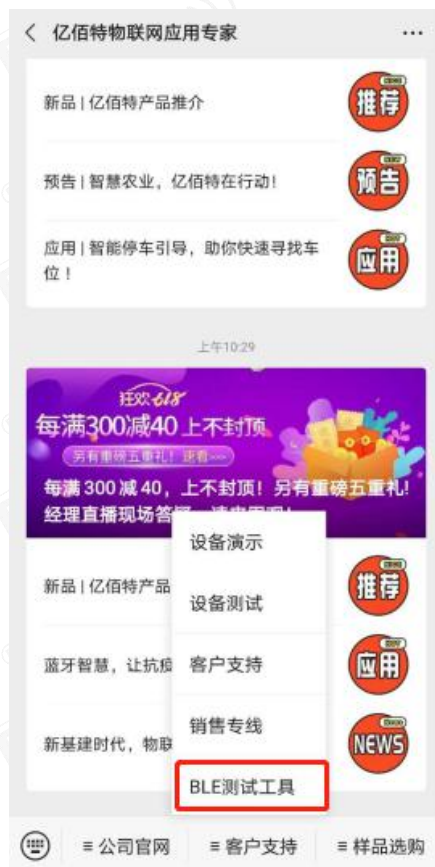 亿佰特物联网应用专家
新品 | 亿佰特产品推介
推荐
预告 | 智慧农业，亿佰特在行动！
预告
应用 | 智能停车引导，助你快速寻找车
位！
应用
上午10:29
狂欢618
每满300减40 上不封顶
另有重磅五重礼！ 速看>>>
每满 300 减 40，上不封顶！另有重磅五重礼!
经理直播现场答
设备演示
新品 | 亿佰特产品
推荐
设备测试
蓝牙智慧，让抗疫
客户支持
应用
销售专线
新基建时代，物联
NEWS
BLE测试工具
公司官网
客户支持
样品选购